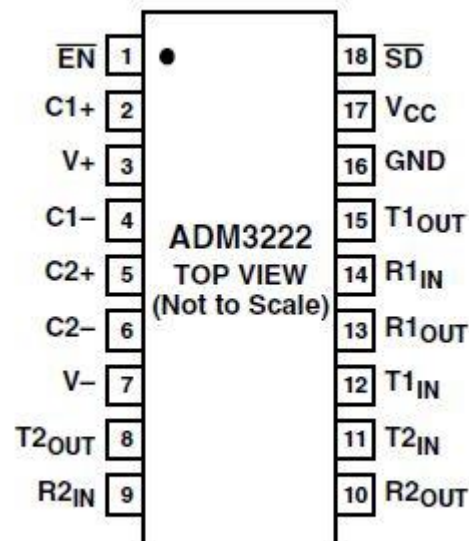 E̅N̅ 1 18 S̅D̅
C1+ 2 17 VCC
V+ 3 16 GND
C1– 4 15 T1OUT
ADM3222
C2+ 5 TOP VIEW 14 R1IN
(Not to Scale)
C2– 6 13 R1OUT
V– 7 12 T1IN
T2OUT 8 11 T2IN
R2IN 9 10 R2OUT